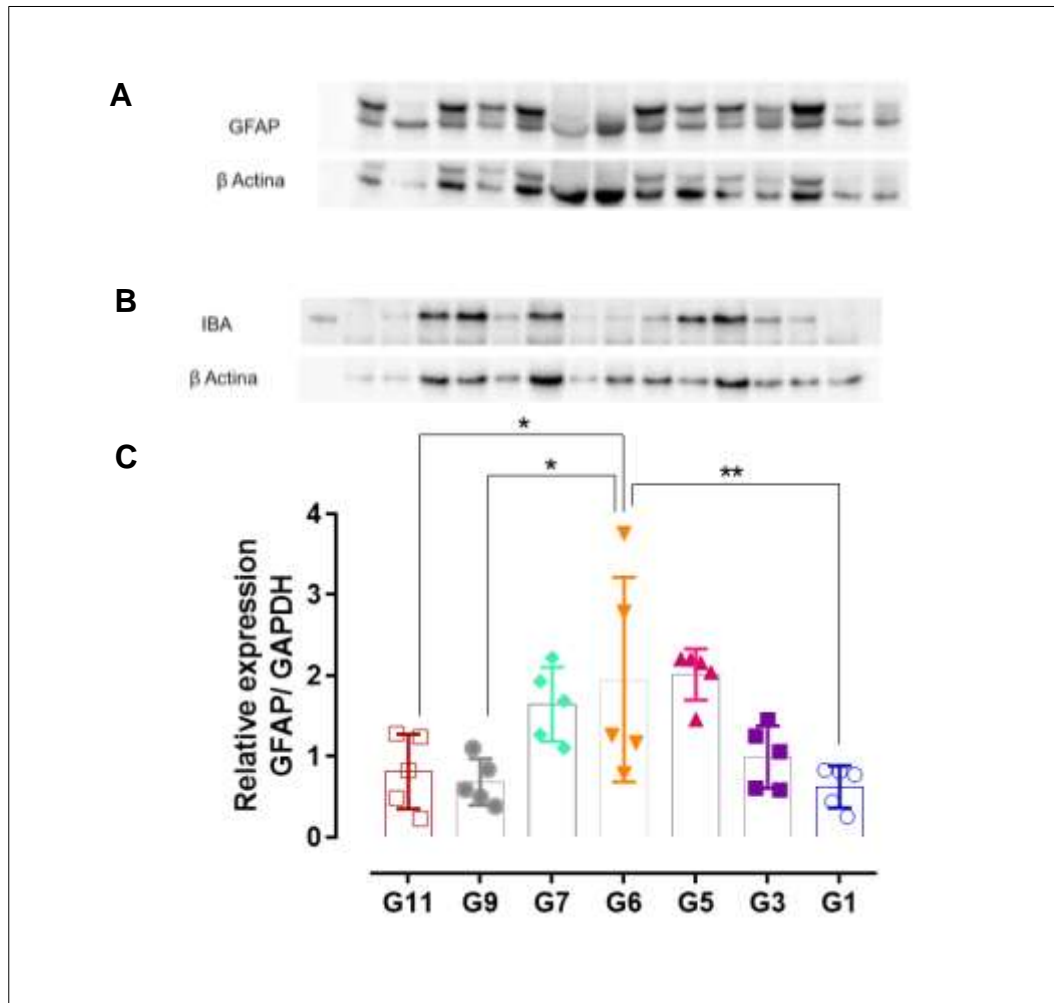 A
GFAP
β Actina
B
IBA
β Actina
C
*
*
**
4
3
2
1
0
Relative expression
GFAP/ GAPDH
G11 G9 G7 G6 G5 G3 G1